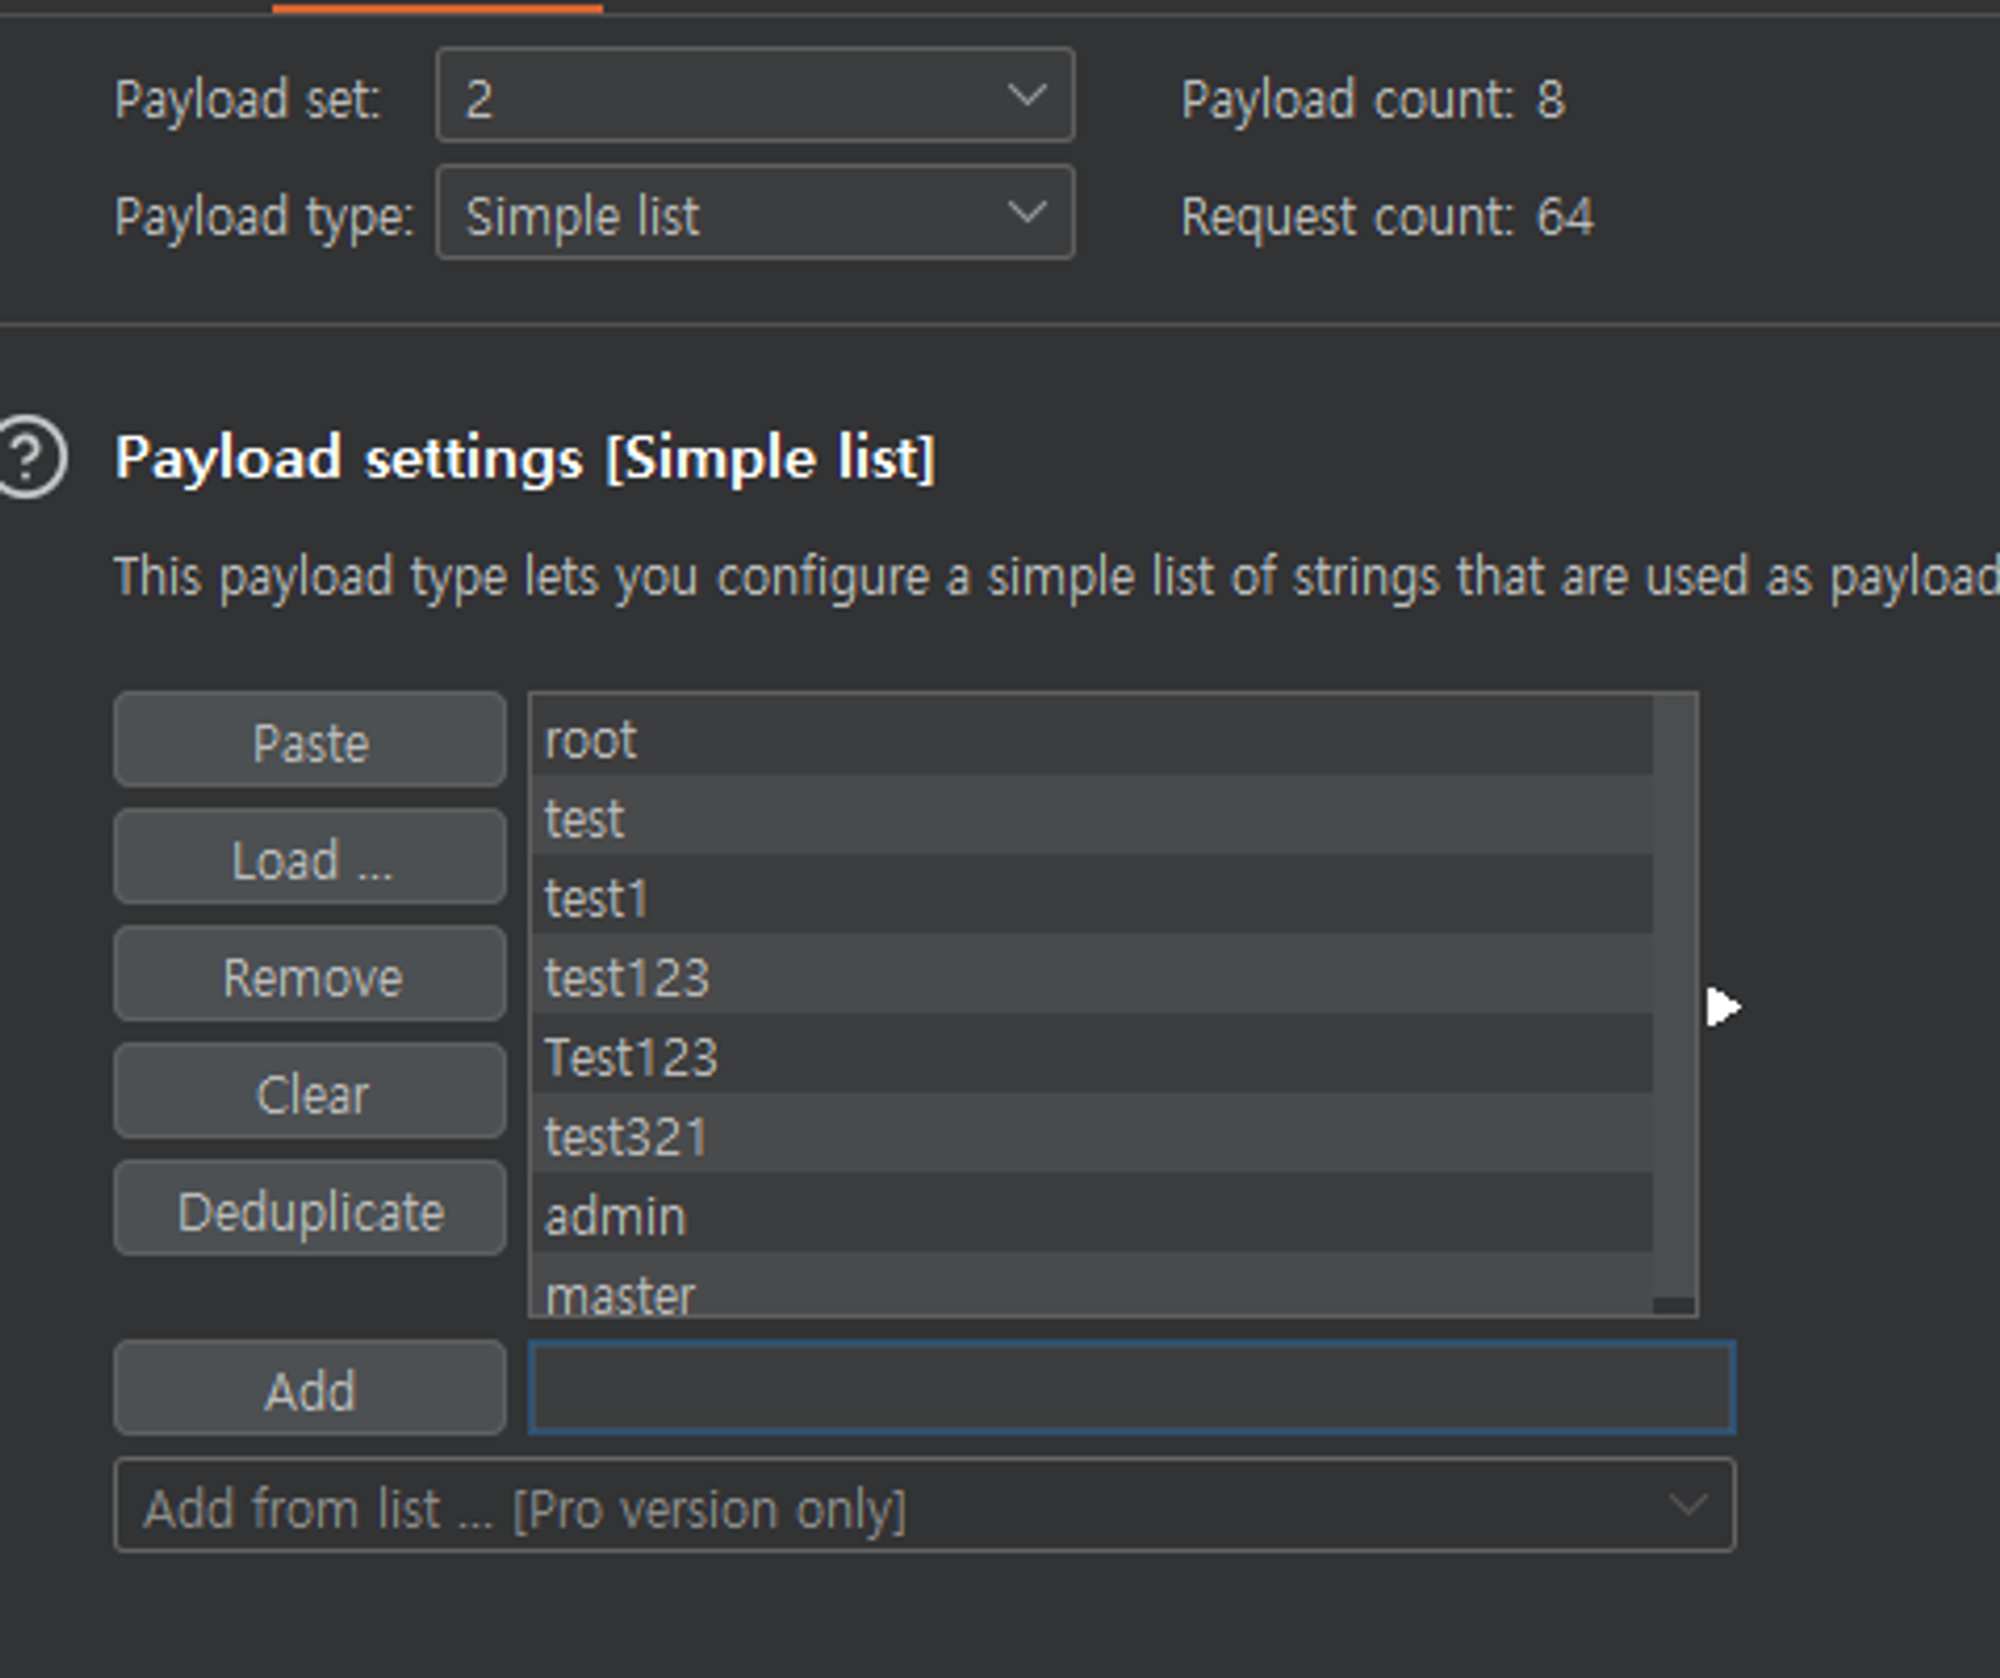 Payload set: 2 Payload count: 8
Payload type: Simple list Request count: 64
Payload settings [Simple list]
This payload type lets you configure a simple list of strings that are used as payload
Paste
Load ...
Remove
Clear
Deduplicate
root
test
test1
test123
Test123
test321
admin
master
Add
Add from list ... [Pro version only]